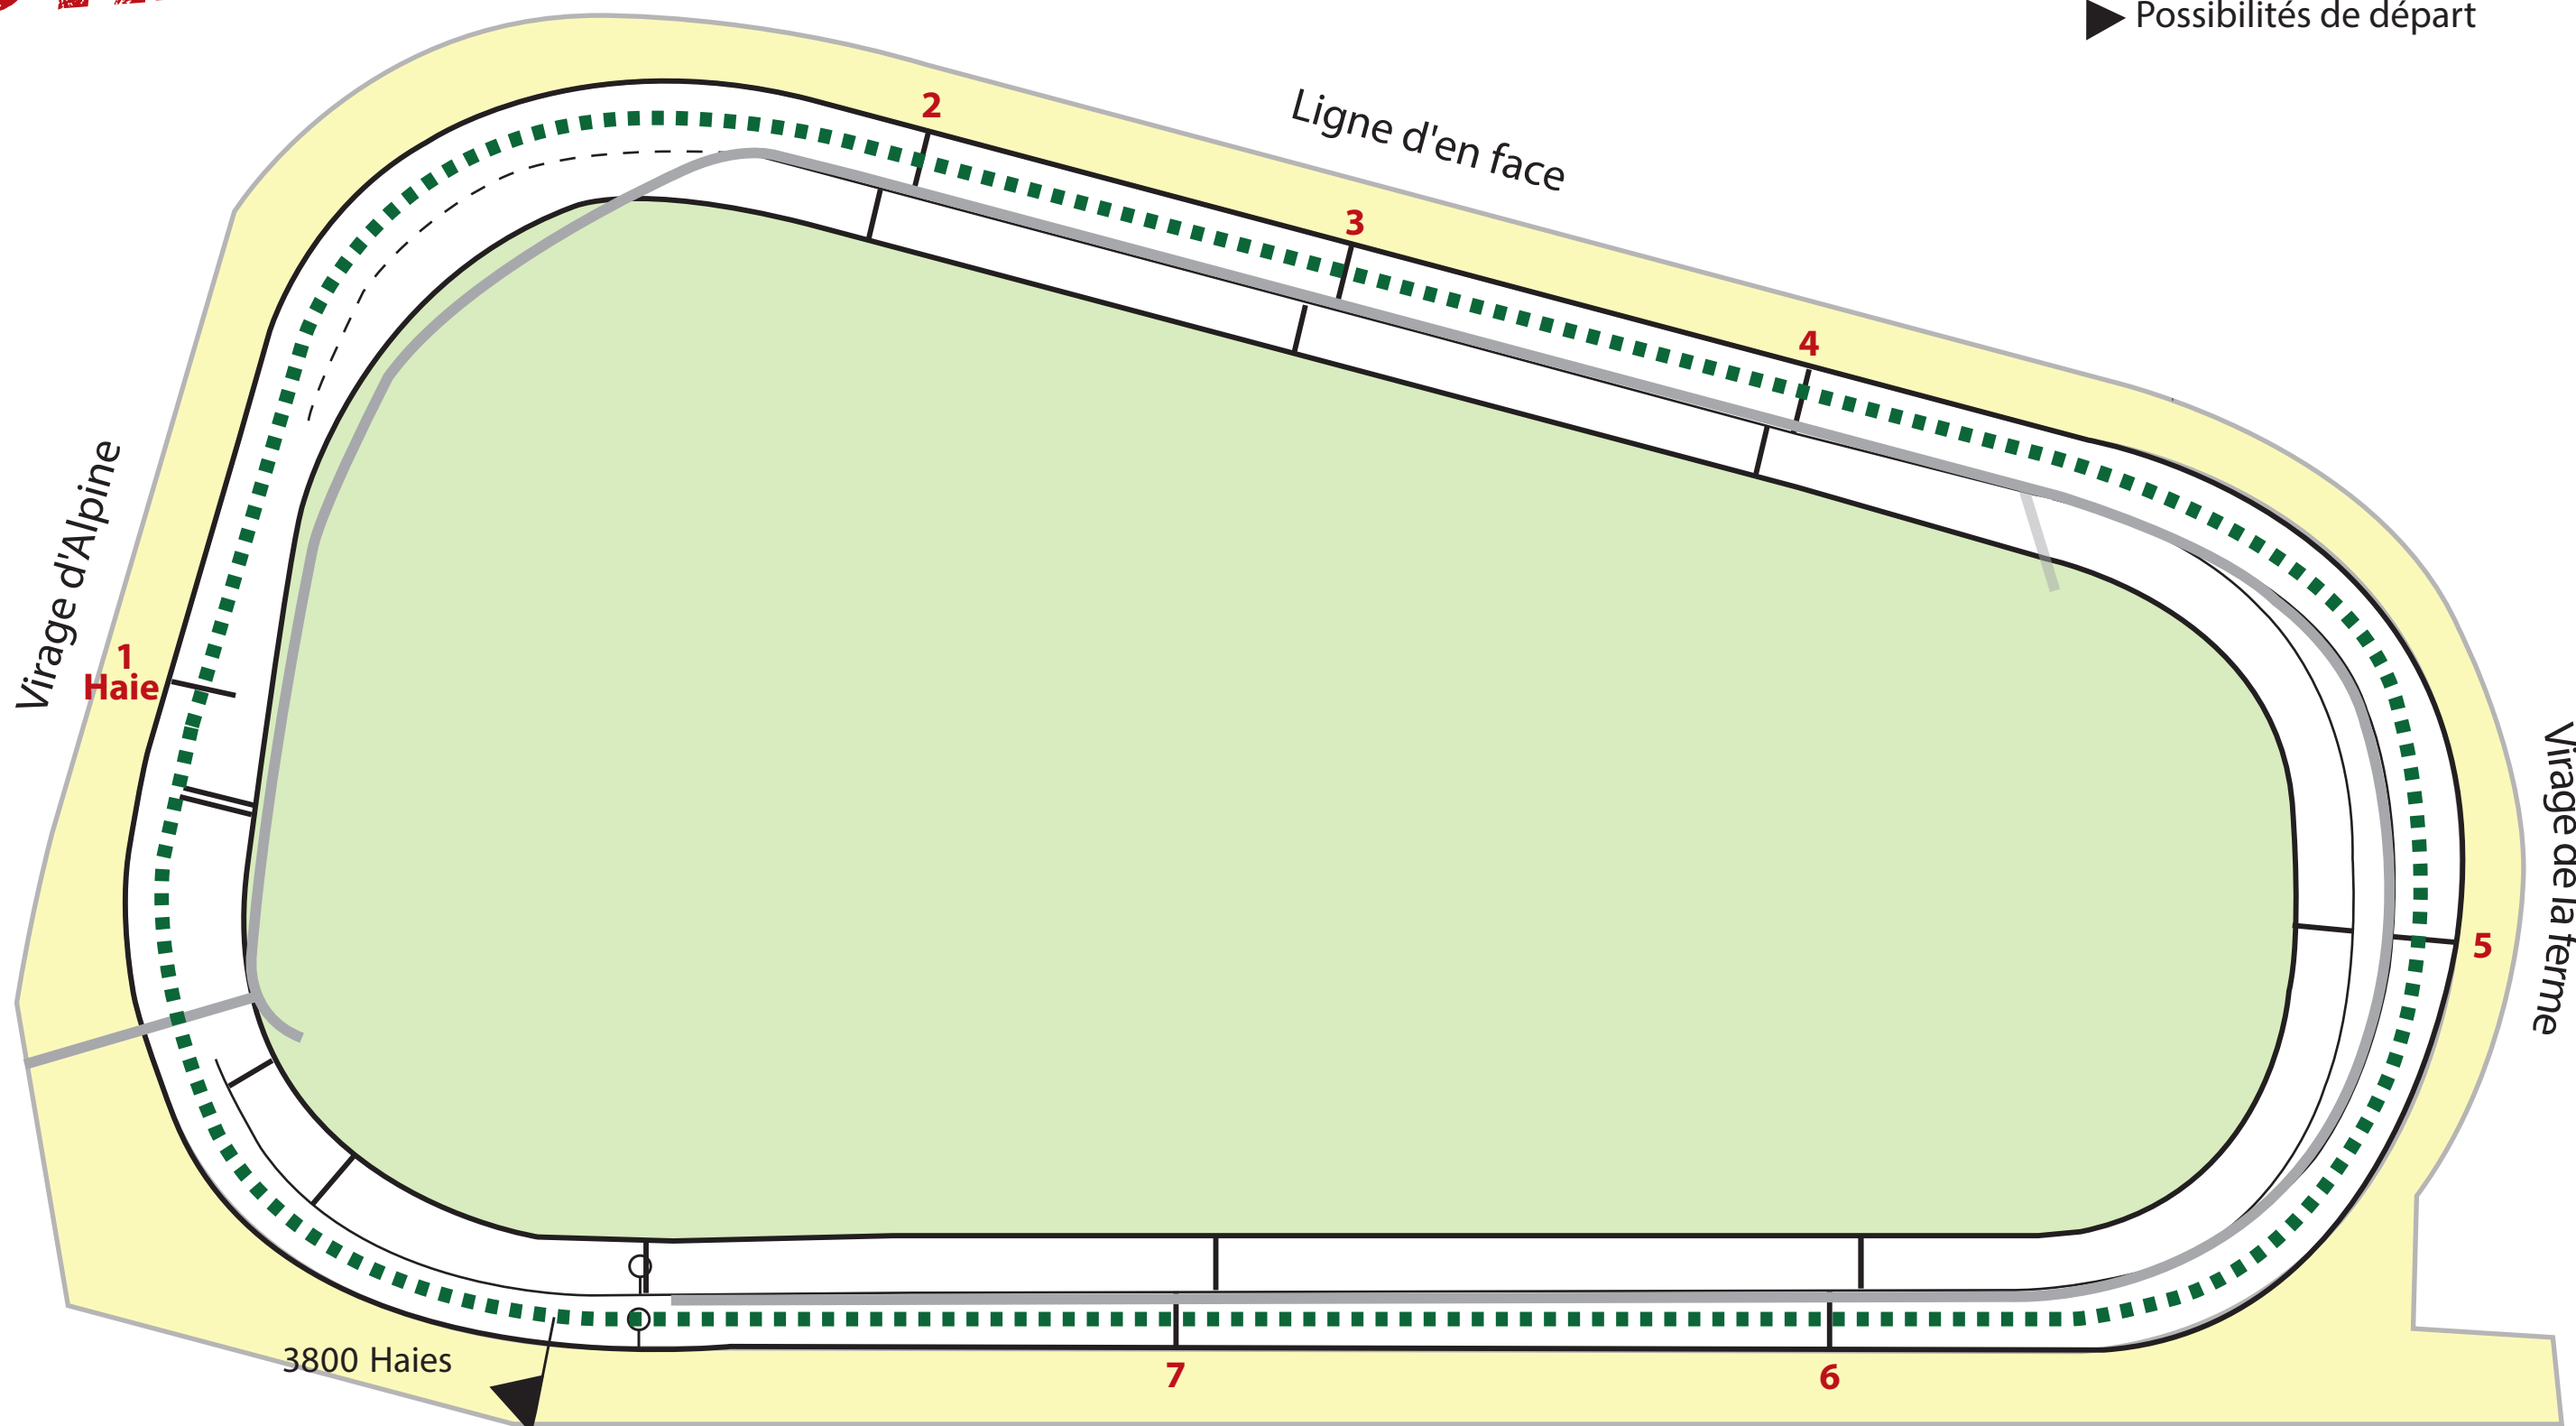 Possibilités de départ
2
Ligne d'en face
3
4
Virage d'Alpine
1
Haie
Virage de la ferme
5
3800 Haies
7
6